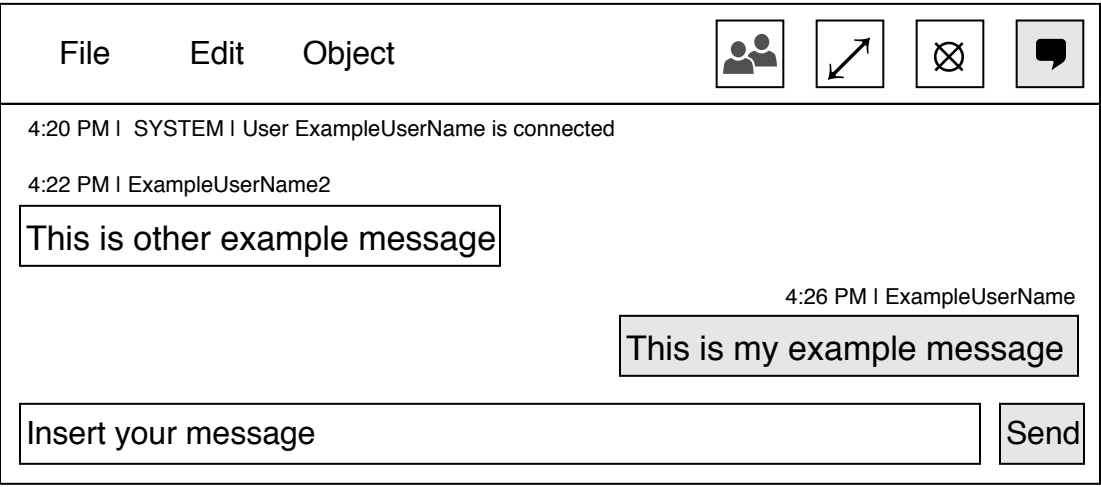 File Edit Object
4:20 PM | SYSTEM | User ExampleUserName is connected
4:22 PM | ExampleUserName2
This is other example message
4:26 PM | ExampleUserName
This is my example message
Insert your message Send